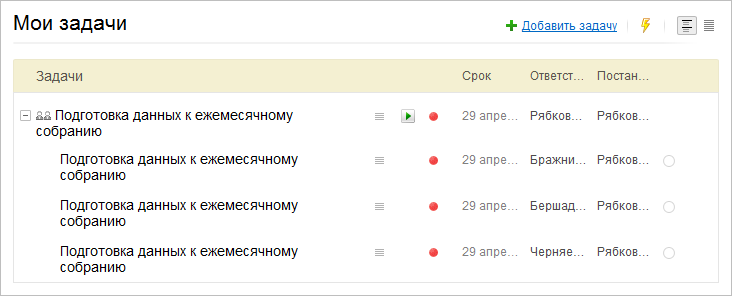 Мои задачи
Добавить задачу
Задачи Срок Ответст... Постан...
Подготовка данных к ежемесячному 29 апре... Рябков... Рябков...
собранию
Подготовка данных к ежемесячному 29 апре... Бражни... Рябков...
собранию
Подготовка данных к ежемесячному 29 апре... Бершад... Рябков...
собранию
Подготовка данных к ежемесячному 29 апре... Черняе... Рябков...
собранию